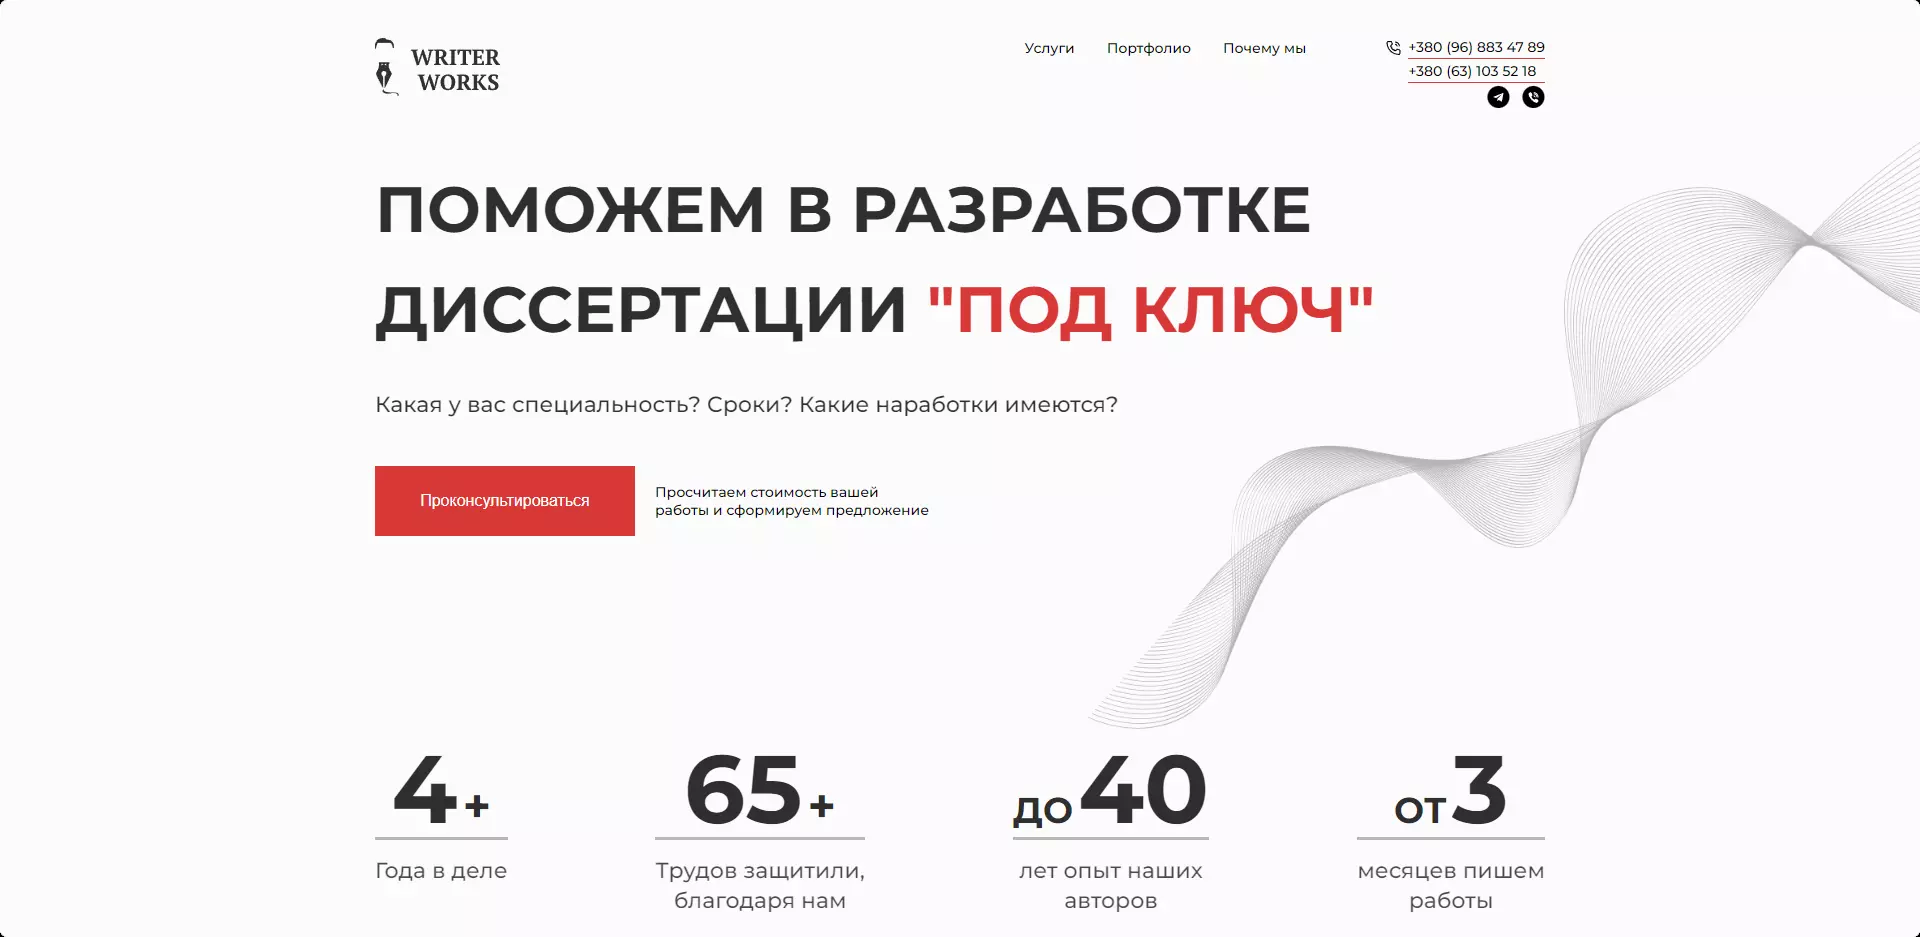 WRITER
WORKS
Услуги Портфолио Почему мы
+380 (96) 883 47 89
+380 (63) 103 52 18
ПОМОЖЕМ В РАЗРАБОТКЕ
ДИССЕРТАЦИИ "ПОД КЛЮЧ"
Какая у вас специальность? Сроки? Какие наработки имеются?
Проконсультироваться
Просчитаем стоимость вашей
работы и сформируем предложение
4+
Года в деле
65+
Трудов защитили,
благодаря нам
до 40
лет опыт наших
авторов
от 3
месяцев пишем
работы